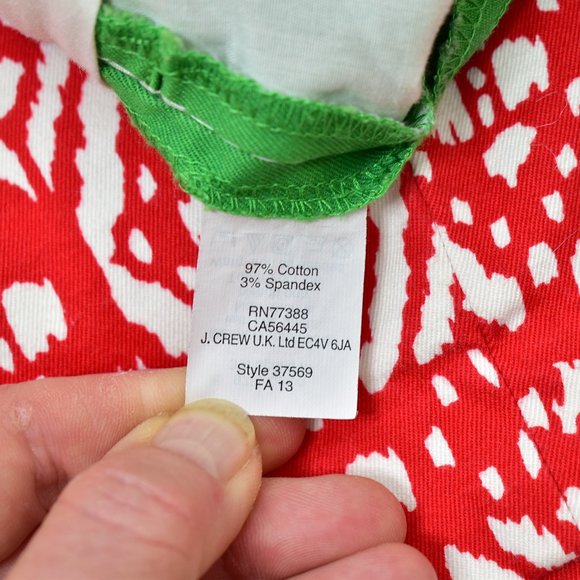 97% Cotton
3% Spandex
RN77388
CA56445
J. CREW U.K. Ltd EC4V 6JA
Style 37569
FA 13